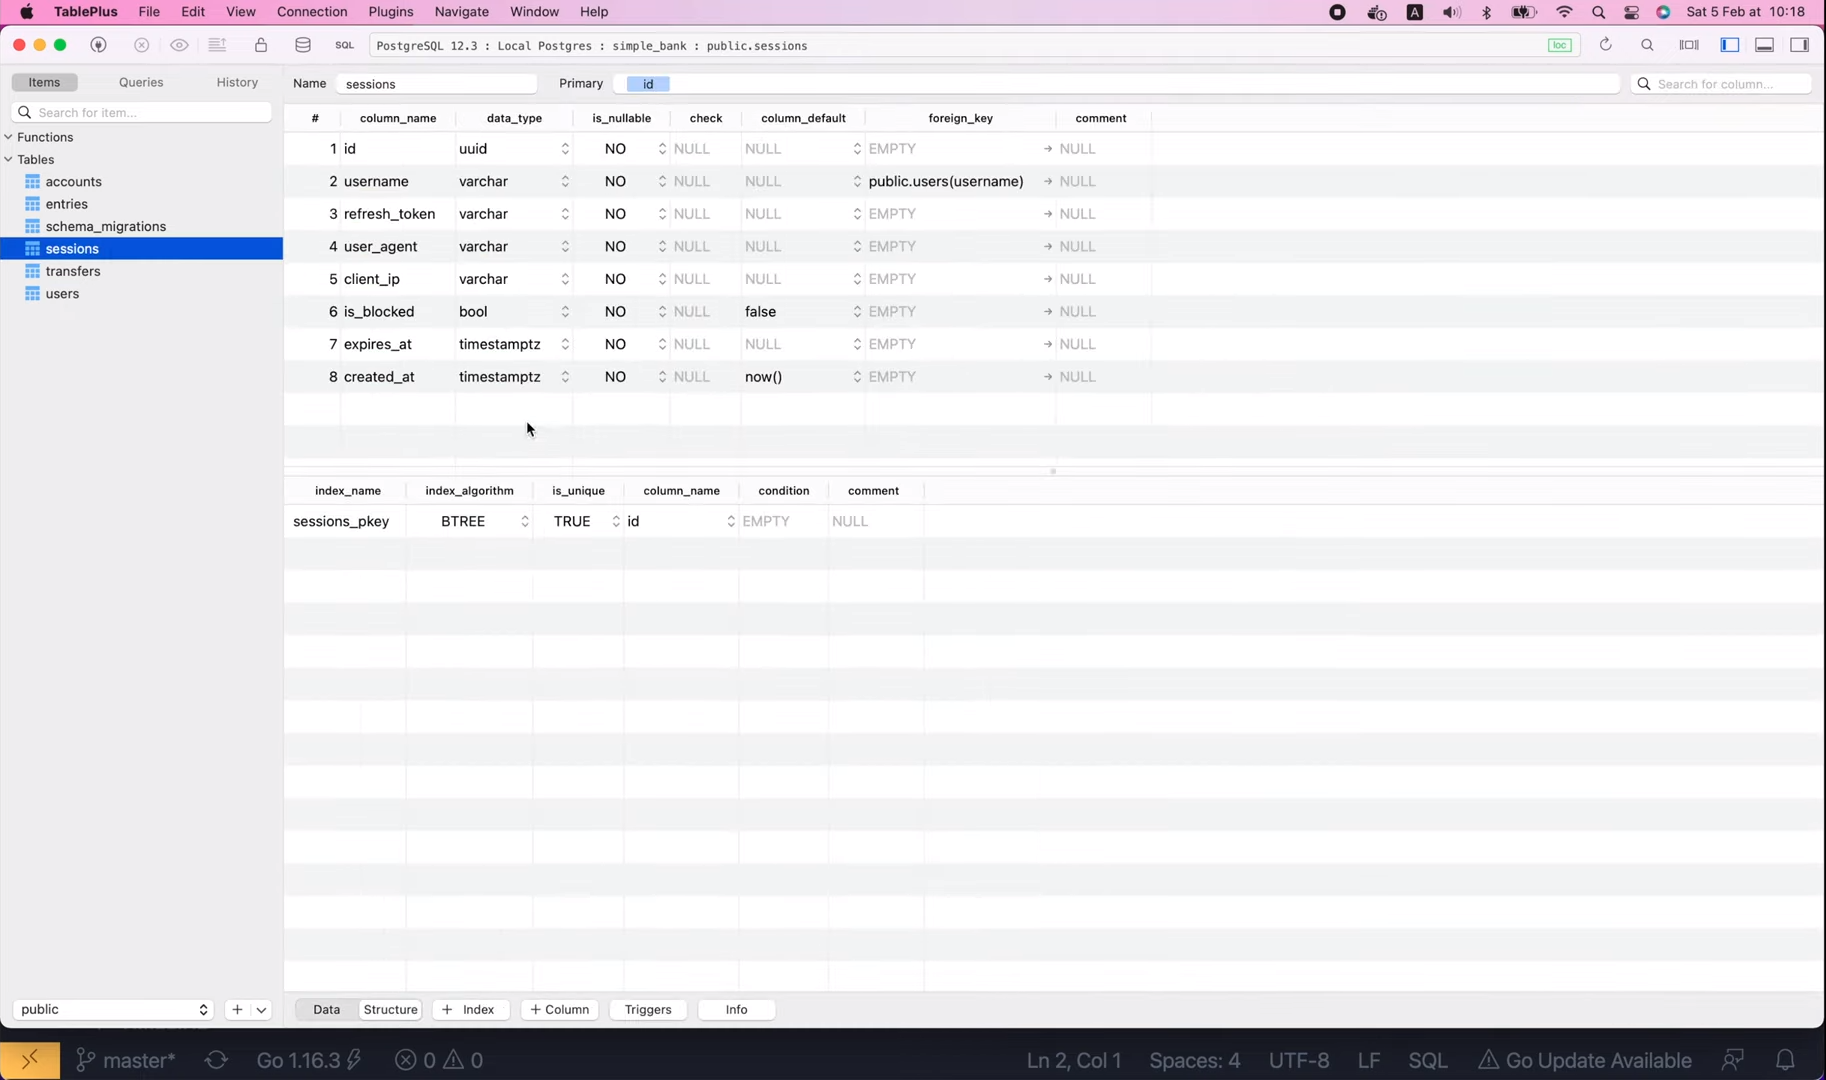 TablePlus File Edit View Connection Plugins Navigate Window Help A Sat 5 Feb at 10:18
SQL PostgreSQL 12.3 : Local Postgres : simple_bank : public.sessions loc
Items Queries History Name sessions Primary id Search for column...
Search for item...
Functions
Tables
accounts
entries
schema_migrations
sessions
transfers
users
# column_name data_type is_nullable check column_default foreign_key comment
1 id uuid NO NULL NULL EMPTY NULL
2 username varchar NO NULL NULL public.users(username) NULL
3 refresh_token varchar NO NULL NULL EMPTY NULL
4 user_agent varchar NO NULL NULL EMPTY NULL
5 client_ip varchar NO NULL NULL EMPTY NULL
6 is_blocked bool NO NULL false EMPTY NULL
7 expires_at timestamptz NO NULL NULL EMPTY NULL
8 created_at timestamptz NO NULL now() EMPTY NULL
index_name index_algorithm is_unique column_name condition comment
sessions_pkey BTREE TRUE id EMPTY NULL
public + Data Structure + Index + Column Triggers Info
master* Go 1.16.3 0 0 Ln 2, Col 1 Spaces: 4 UTF-8 LF SQL Go Update Available